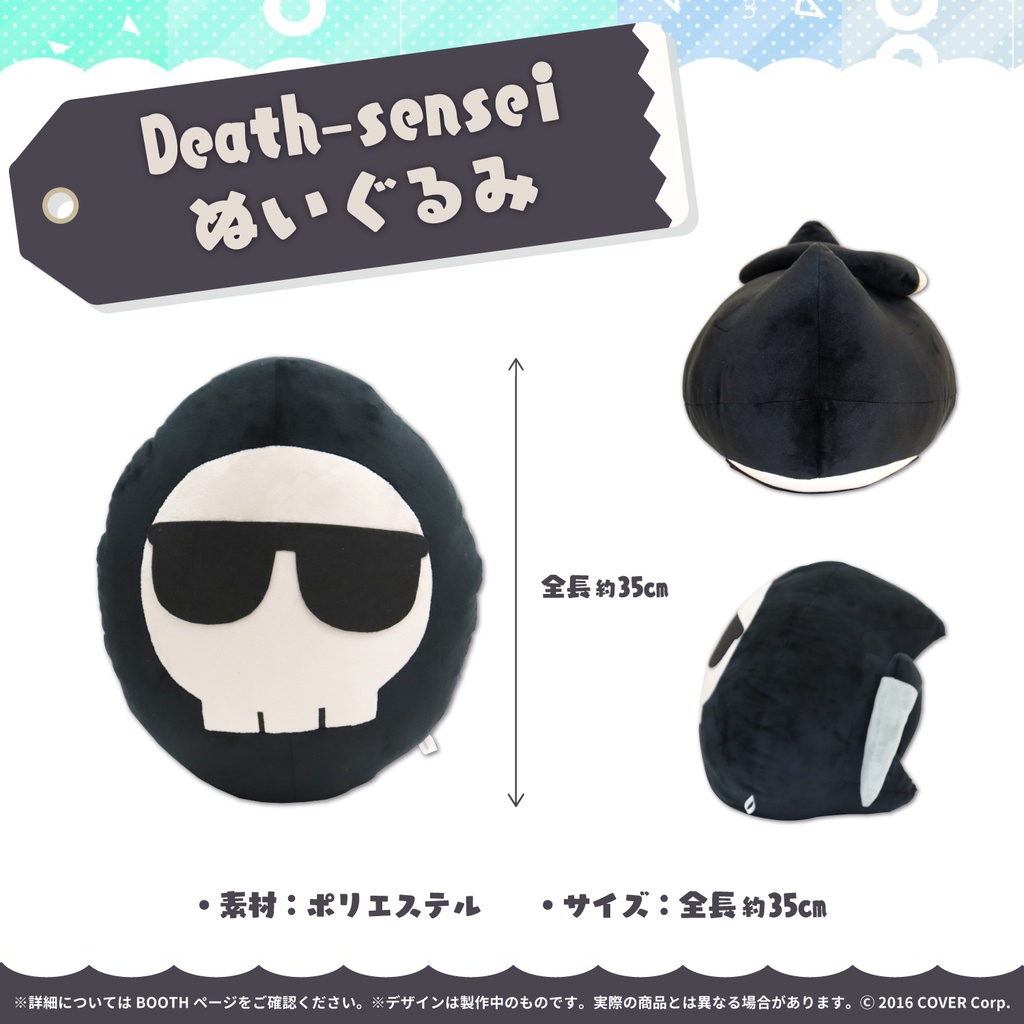 Death-sensei
ぬいぐるみ
全長約35cm
・素材：ポリエステル
・サイズ：全長約35cm
※詳細については BOOTH ページをご確認ください。※デザインは製作中のものです。実際の商品とは異なる場合があります。© 2016 COVER Corp.